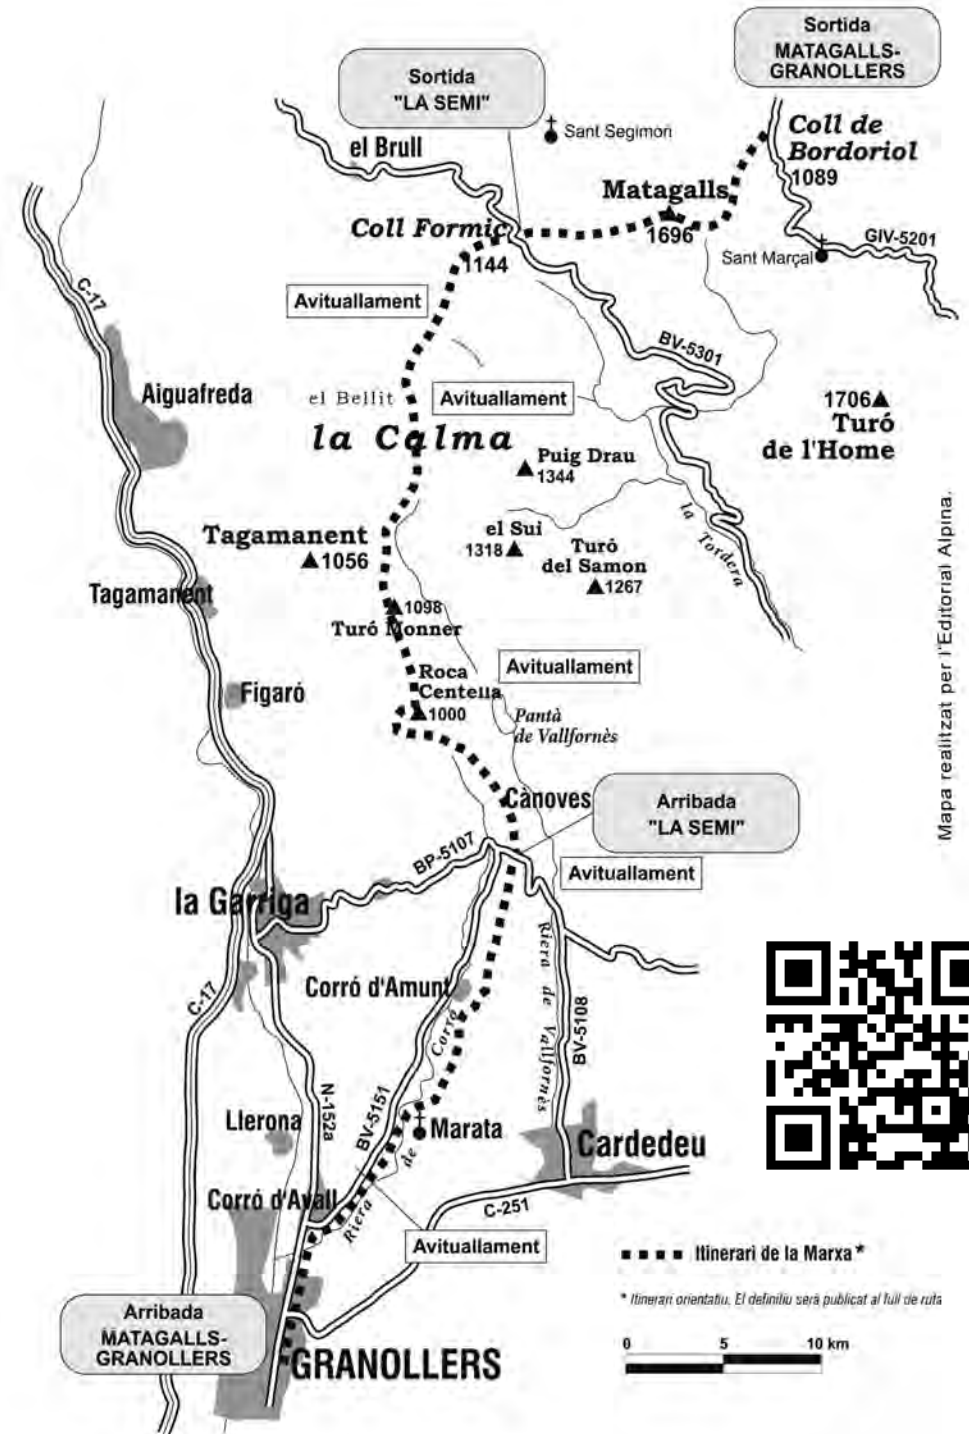 Sortida
MATAGALLS-
GRANOLLERS
Sortida
"LA SEMI"
Sant Segimon
Coll de
Bordoriol
1089
el Brull
Matagalls
1696
Coll Formic
1144
GIV-5201
Sant Marçal
C-17
Avituallament
BV-5301
Aiguafreda
el Bellit
Avituallament
1706
Turó
de l'Home
la Calma
Puig Drau
1344
Tagamanent
1056
el Sui
1318
Turó
del Samon
1267
la Tordera
Tagamanent
1098
Turó Monner
Avituallament
Figaró
Roca
Centella
1000
Pantà
de Vallfornès
Mapa realitzat per l'Editorial Alpina.
Cànoves
Arribada
"LA SEMI"
BP-5107
Avituallament
la Garriga
Riera de Vallfornès
Corró d'Amunt
C-17
BV-5108
N-152a
BV-5151
Riera de Corró
Llerona
Marata
Cardedeu
Corró d'Avall
C-251
Avituallament
Itinerari de la Marxa *
* Itinerari orientatiu. El definitiu serà publicat al full de ruta
Arribada
MATAGALLS-
GRANOLLERS
GRANOLLERS
0 5 10 km